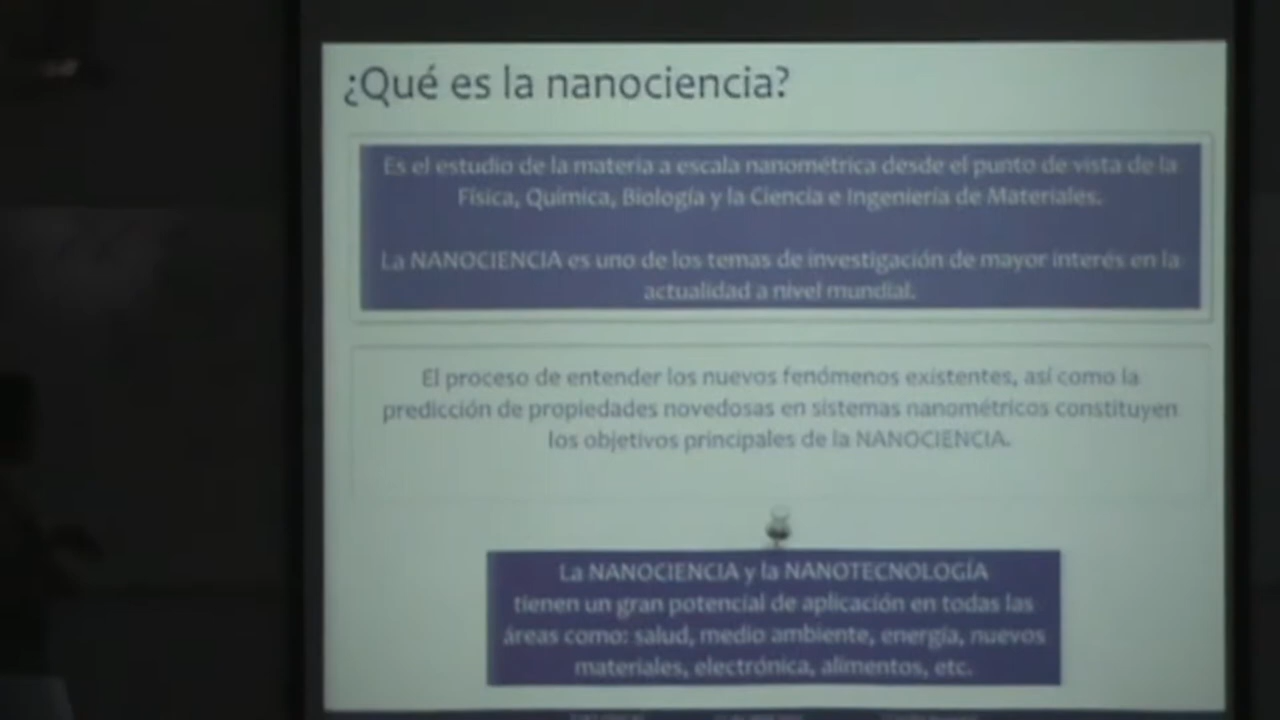 ¿Qué es la nanociencia?
Es el estudio de la materia a escala nanométrica desde el punto de vista de la
Física, Química, Biología y la Ciencia e Ingeniería de Materiales.
La NANOCIENCIA es uno de los temas de investigación de mayor interés en la
actualidad a nivel mundial.
El proceso de entender los nuevos fenómenos existentes, así como la
predicción de propiedades novedosas en sistemas nanométricos constituyen
los objetivos principales de la NANOCIENCIA.
La NANOCIENCIA y la NANOTECNOLOGÍA
tienen un gran potencial de aplicación en todas las
áreas como: salud, medio ambiente, energía, nuevos
materiales, electrónica, alimentos, etc.